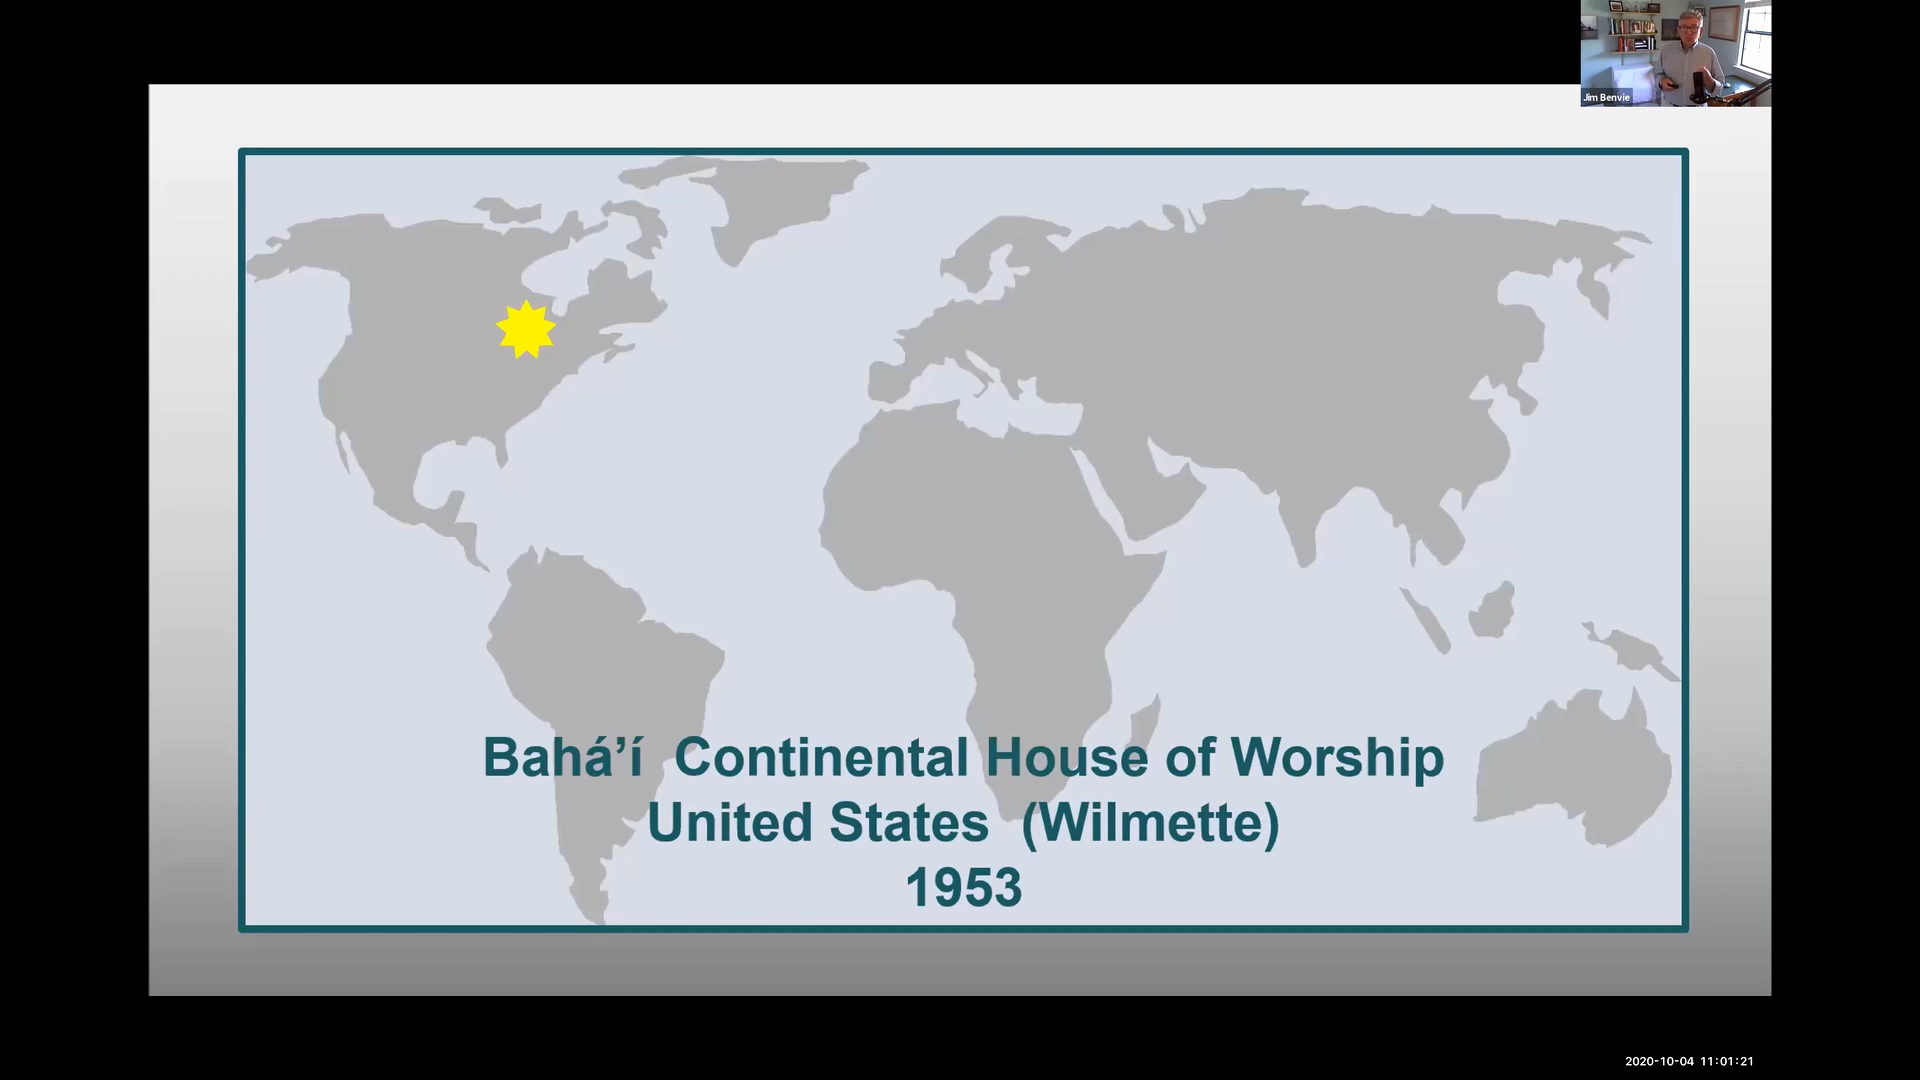 Jim Benvie
Bahá’í  Continental House of Worship
United States  (Wilmette)
1953
2020-10-04 11:01:21